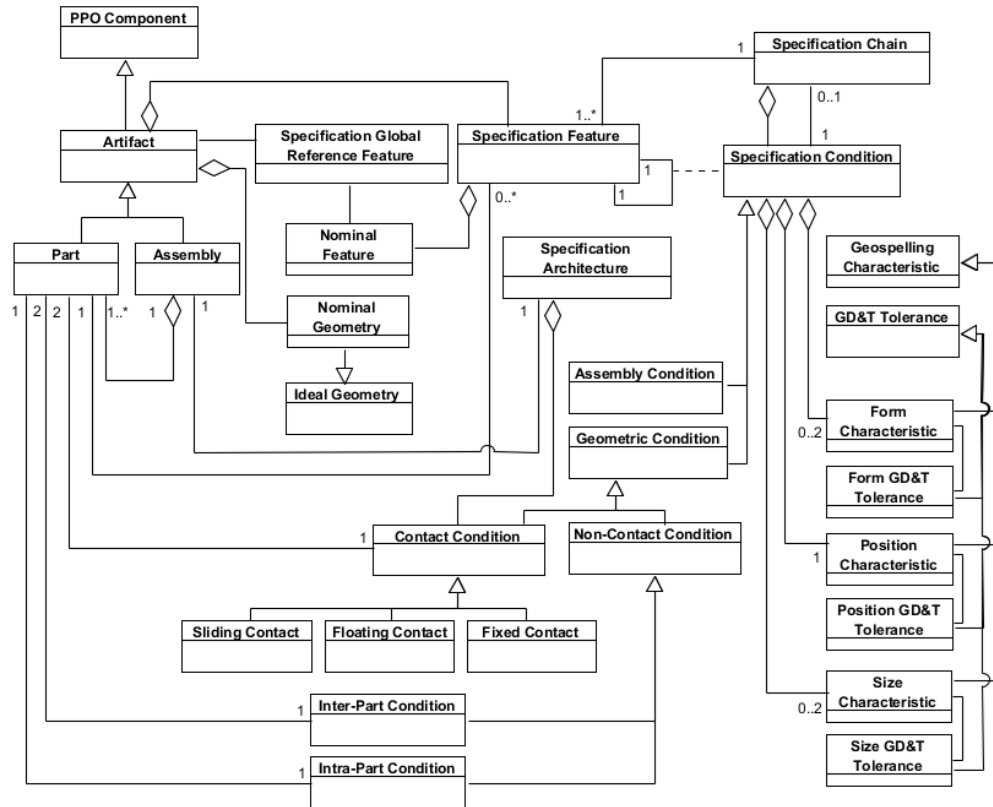 PPO Component
Specification Chain
1
0..1
1..*
1
Artifact
Specification Global
Reference Feature
Specification Feature
1
1
0..*
Specification Condition
Part
Assembly
Nominal
Feature
Specification
Architecture
Geospelling
Characteristic
1
2
2
1
1..*
1
1
1
Nominal
Geometry
GD&T Tolerance
Ideal Geometry
Assembly Condition
Form
Characteristic
0..2
Geometric Condition
Form GD&T
Tolerance
1
Contact Condition
Non-Contact Condition
Position
Characteristic
1
Sliding Contact
Floating Contact
Fixed Contact
Position GD&T
Tolerance
Size
Characteristic
0..2
1
Inter-Part Condition
Size GD&T
Tolerance
1
Intra-Part Condition